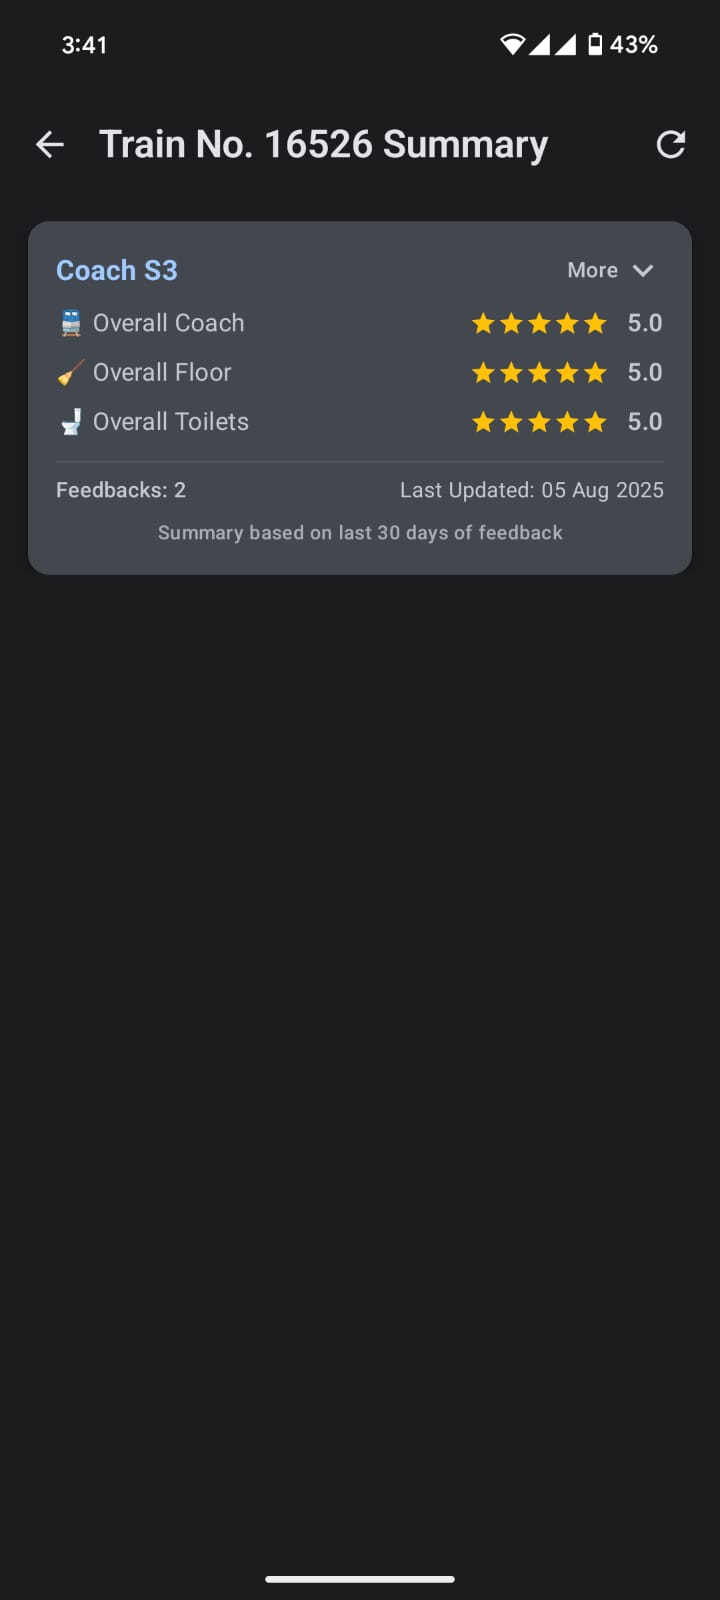 3:41
43%
Train No. 16526 Summary
Coach S3
More
Overall Coach 5.0
Overall Floor 5.0
Overall Toilets 5.0
Feedbacks: 2
Last Updated: 05 Aug 2025
Summary based on last 30 days of feedback